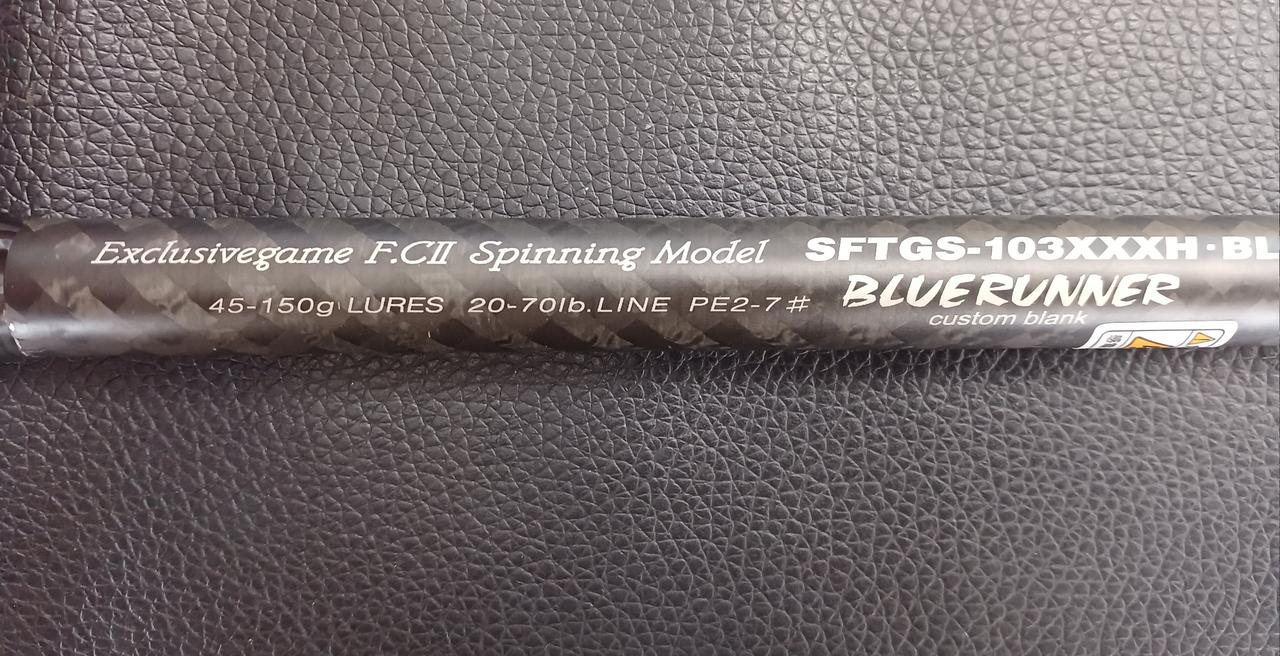 Exclusivegame F.CII Spinning Model SFTGS-103XXXH·BL
45-150g LURES 20-70lb.LINE PE2-7#
BLUERUNNER
custom blank